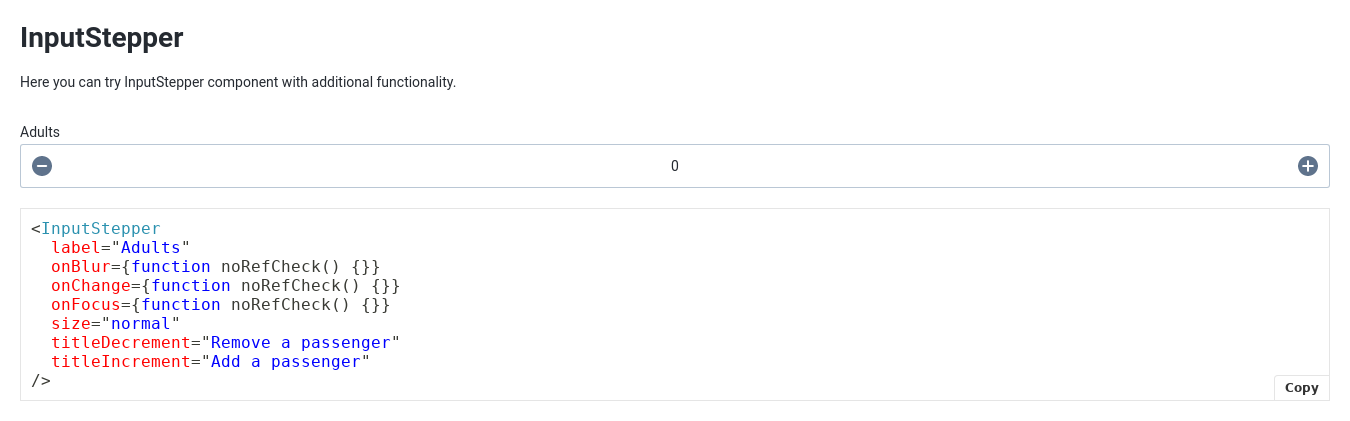 InputStepper
Here you can try InputStepper component with additional functionality.
Adults
0
<InputStepper
  label="Adults"
  onBlur={function noRefCheck() {}}
  onChange={function noRefCheck() {}}
  onFocus={function noRefCheck() {}}
  size="normal"
  titleDecrement="Remove a passenger"
  titleIncrement="Add a passenger"
/>
Copy